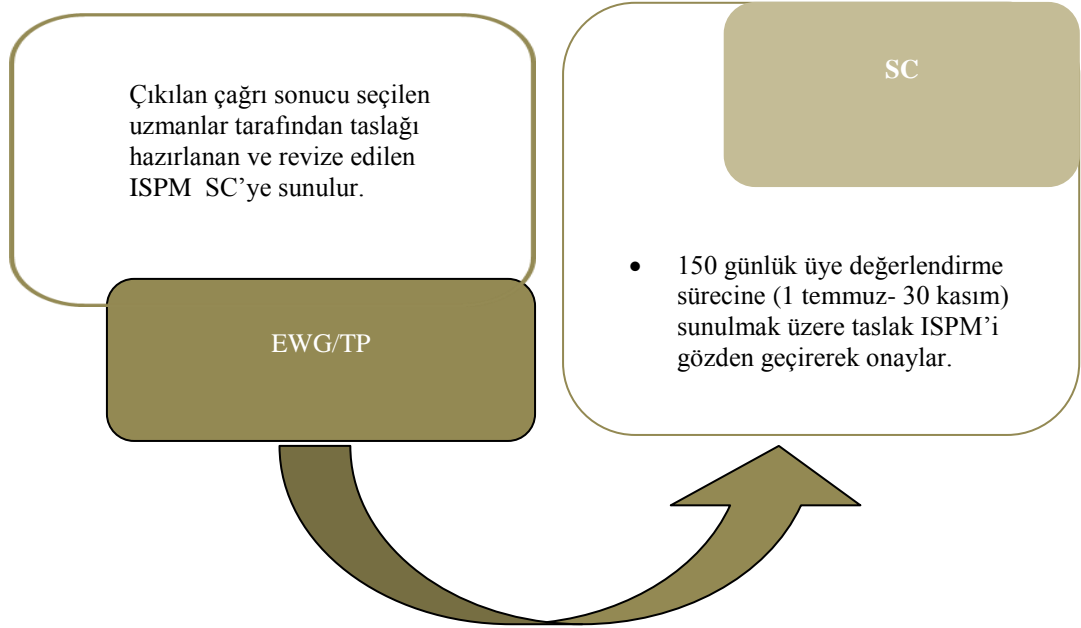 Çıkılan çağrı sonucu seçilen
uzmanlar tarafından taslağı
hazırlanan ve revize edilen
ISPM SC’ye sunulur.
EWG/TP
SC
• 150 günlük üye değerlendirme
sürecine (1 temmuz- 30 kasım)
sunulmak üzere taslak ISPM’i
gözden geçirerek onaylar.